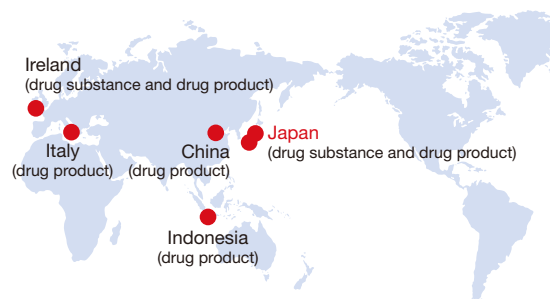 Ireland
(drug substance and drug product)
Italy
(drug product)
China
(drug product)
Japan
(drug substance and drug product)
Indonesia
(drug product)